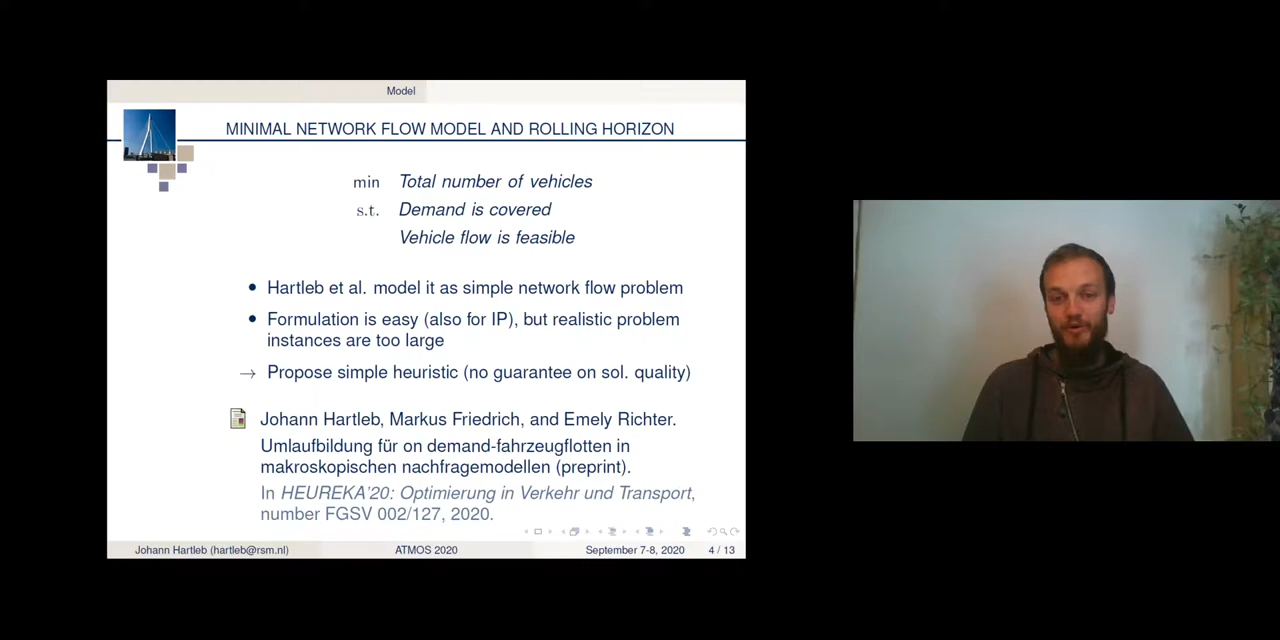 Model
MINIMAL NETWORK FLOW MODEL AND ROLLING HORIZON
min Total number of vehicles
s.t. Demand is covered
Vehicle flow is feasible
• Hartleb et al. model it as simple network flow problem
• Formulation is easy (also for IP), but realistic problem
instances are too large
→ Propose simple heuristic (no guarantee on sol. quality)
Johann Hartleb, Markus Friedrich, and Emely Richter.
Umlaufbildung für on demand-fahrzeugflotten in
makroskopischen nachfragemodellen (preprint).
In HEUREKA'20: Optimierung in Verkehr und Transport,
number FGSV 002/127, 2020.
Johann Hartleb (hartleb@rsm.nl) ATMOS 2020 September 7-8, 2020 4 / 13